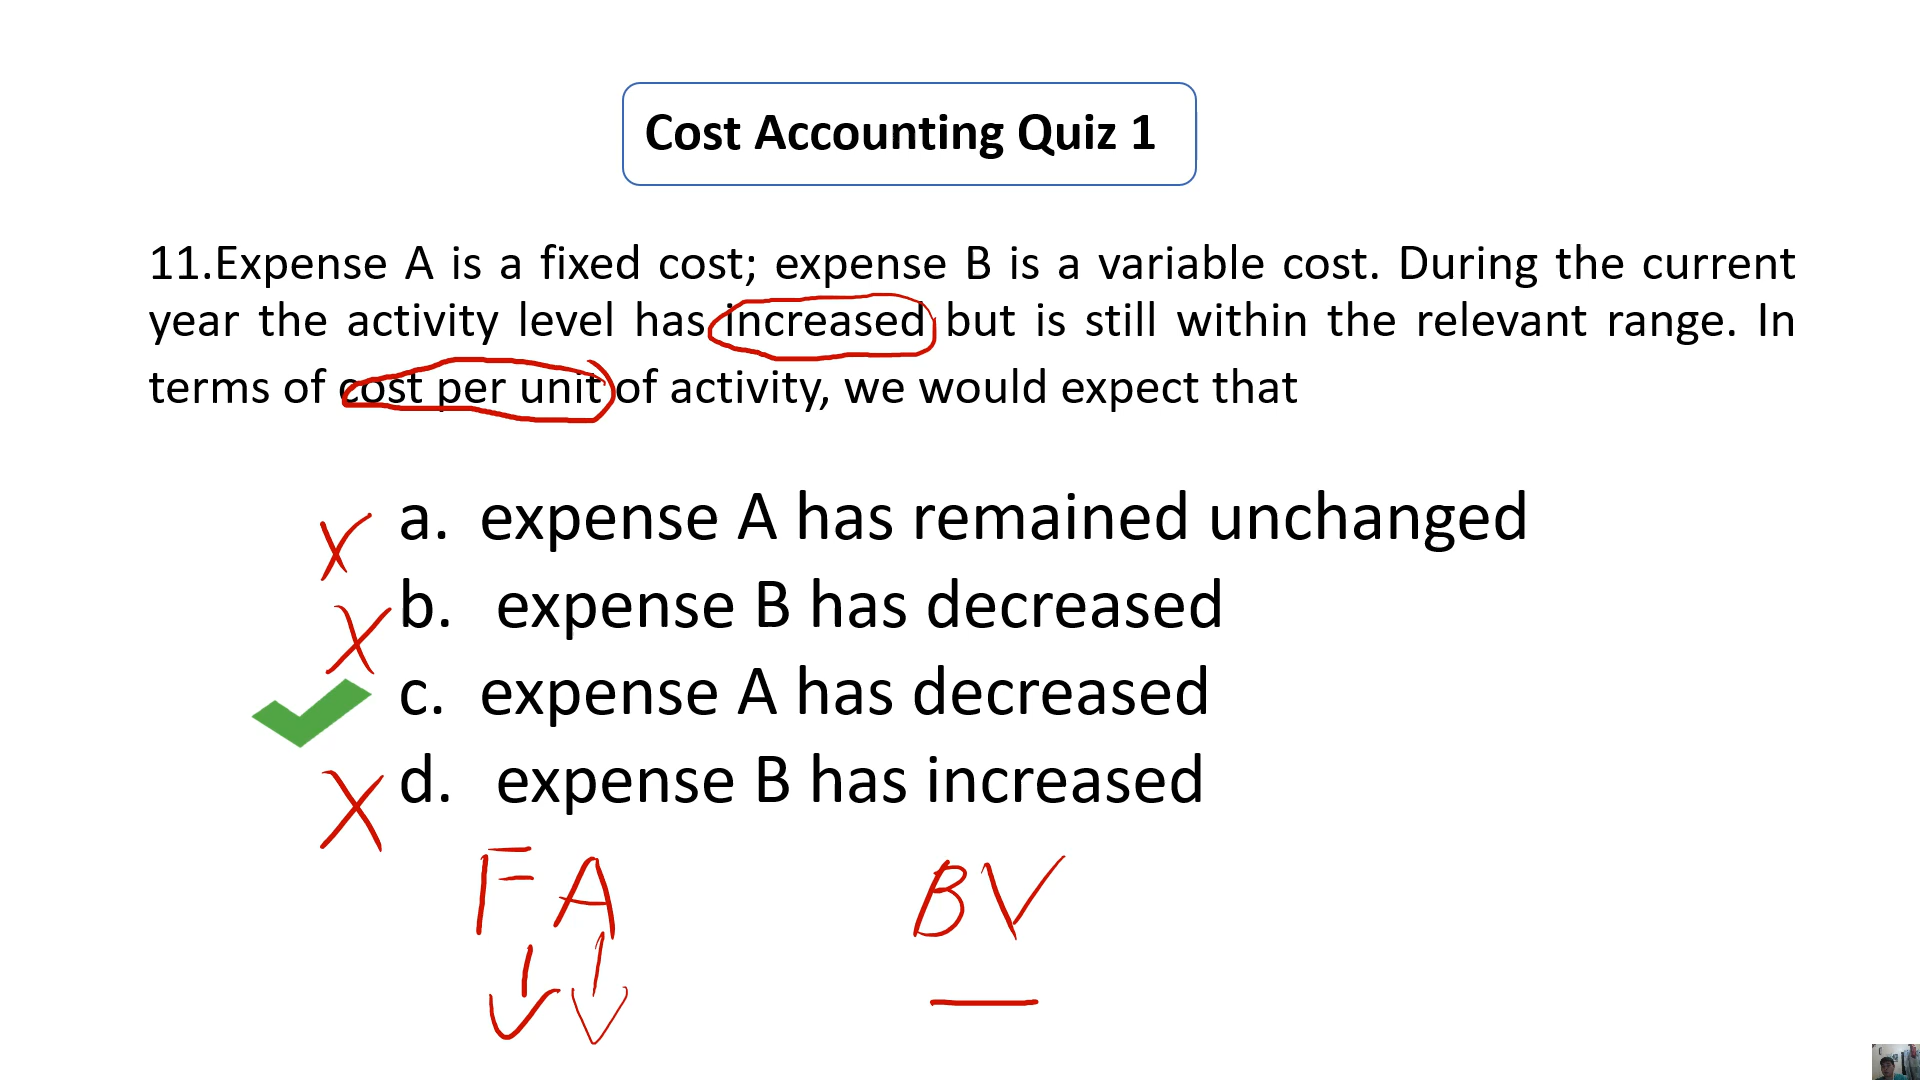 Cost Accounting Quiz 1
11.Expense A is a fixed cost; expense B is a variable cost. During the current
year the activity level has increased but is still within the relevant range. In
terms of cost per unit of activity, we would expect that
X a. expense A has remained unchanged
X b. expense B has decreased
c. expense A has decreased
X d. expense B has increased
F A BV